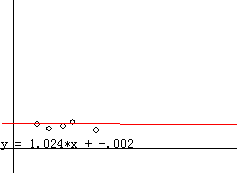 y = 1.024*x + -.002